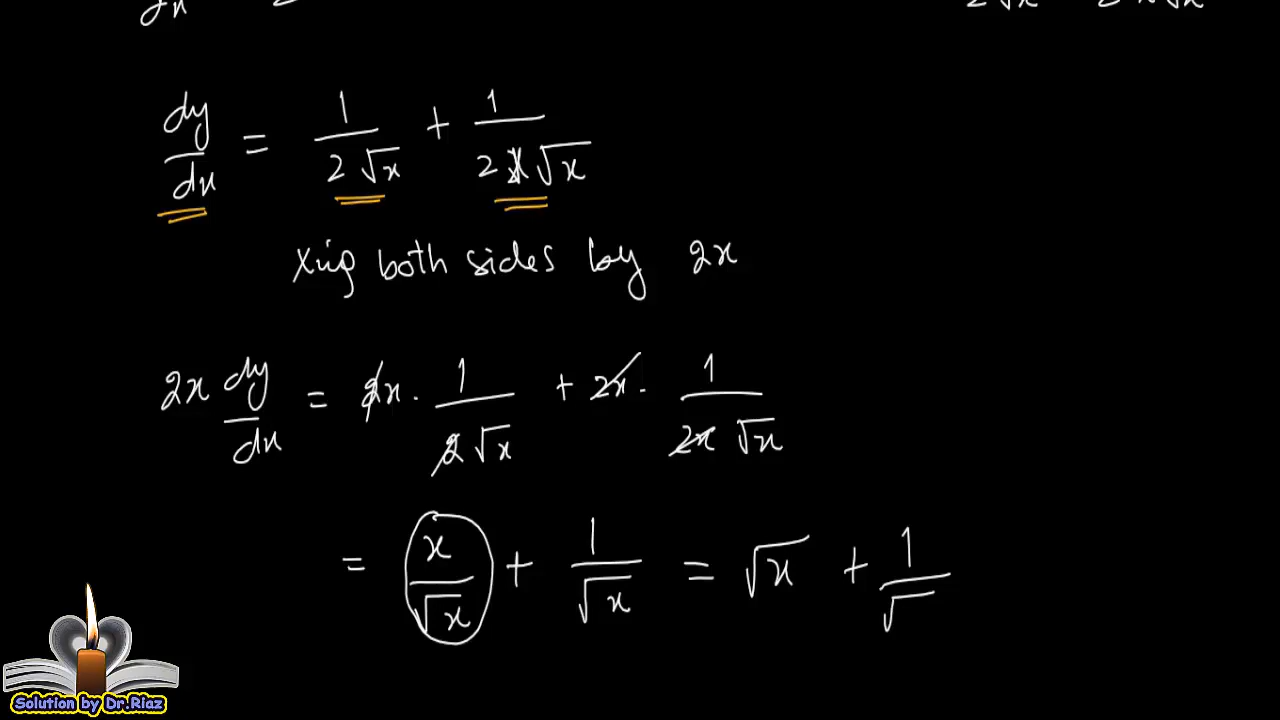 dy/dx = 1/(2√x) + 1/(2x√x)
Xing both sides by 2x
2x dy/dx = 2x · 1/(2√x) + 2x · 1/(2x √x)
= x/√x + 1/√x = √x + 1/√
Solution by Dr.Riaz